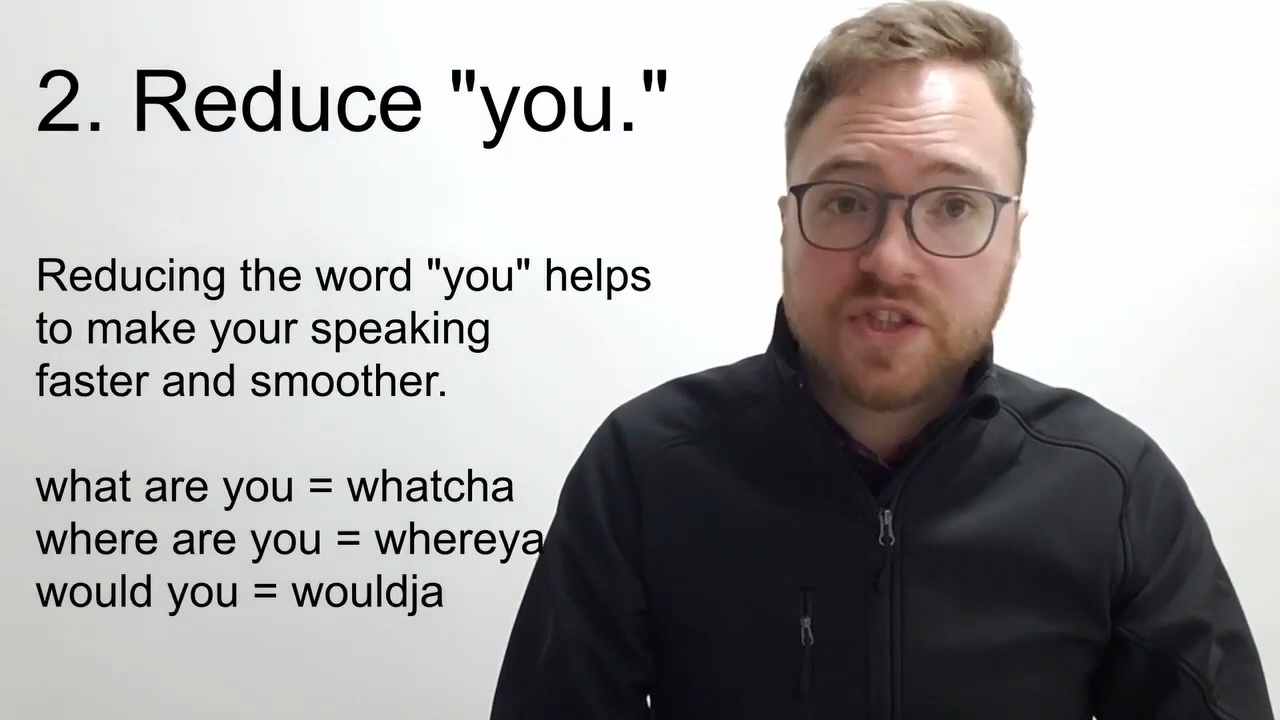 2. Reduce "you."
Reducing the word "you" helps
to make your speaking
faster and smoother.
what are you = whatcha
where are you = whereya
would you = wouldja